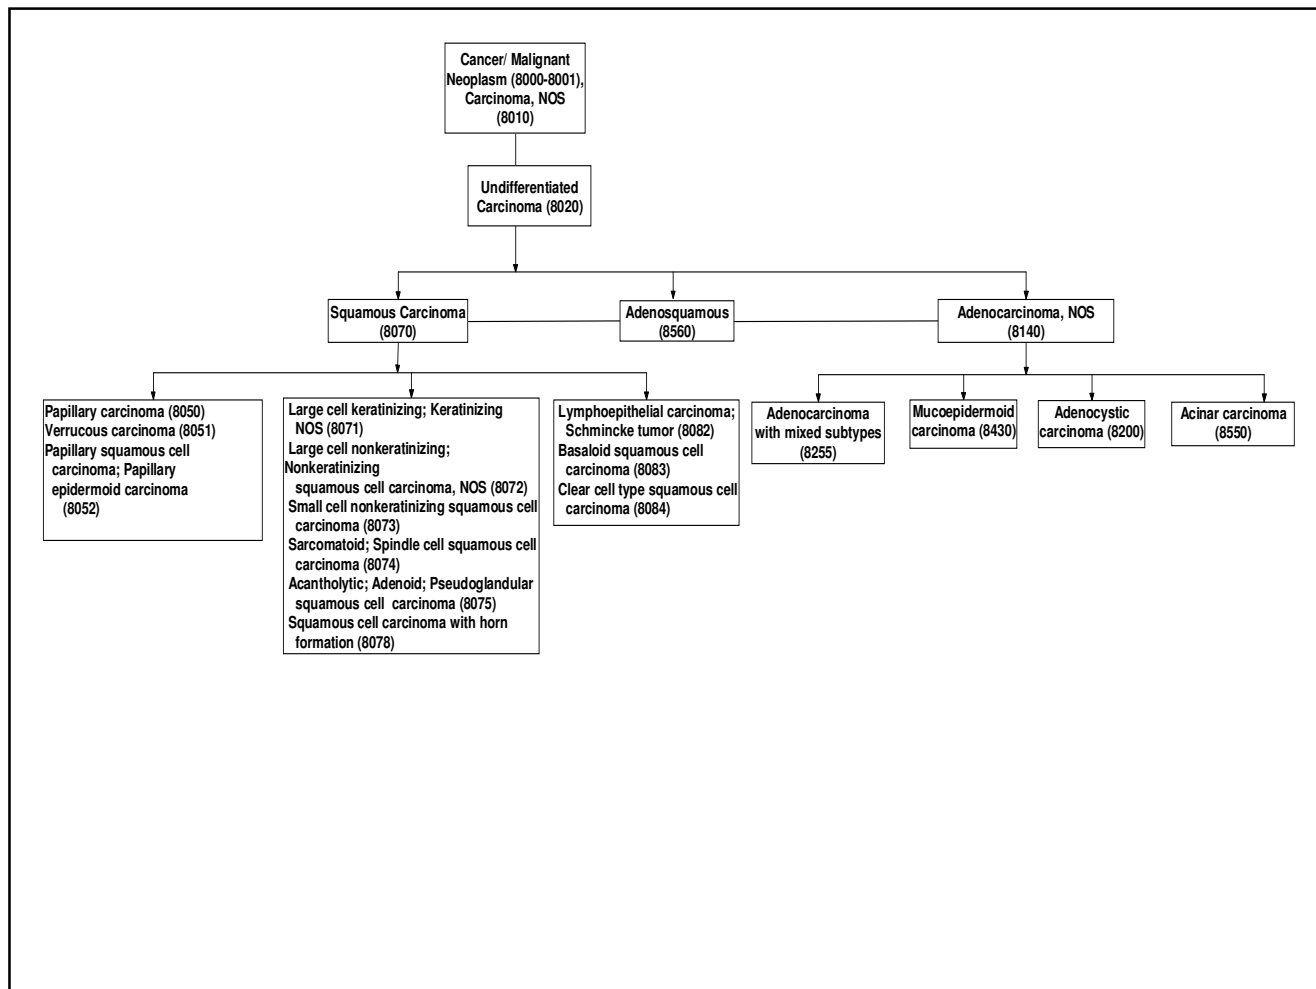 Cancer/ Malignant
Neoplasm (8000-8001),
Carcinoma, NOS
(8010)
Undifferentiated
Carcinoma (8020)
Squamous Carcinoma
(8070)
Adenosquamous
(8560)
Adenocarcinoma, NOS
(8140)
Papillary carcinoma (8050)
Verrucous carcinoma (8051)
Papillary squamous cell
carcinoma; Papillary
epidermoid carcinoma
(8052)
Large cell keratinizing; Keratinizing
NOS (8071)
Large cell nonkeratinizing;
Nonkeratinizing
squamous cell carcinoma, NOS (8072)
Small cell nonkeratinizing squamous cell
carcinoma (8073)
Sarcomatoid; Spindle cell squamous cell
carcinoma (8074)
Acantholytic; Adenoid; Pseudoglandular
squamous cell carcinoma (8075)
Squamous cell carcinoma with horn
formation (8078)
Lymphoepithelial carcinoma;
Schmincke tumor (8082)
Basaloid squamous cell
carcinoma (8083)
Clear cell type squamous cell
carcinoma (8084)
Adenocarcinoma
with mixed subtypes
(8255)
Mucoepidermoid
carcinoma (8430)
Adenocystic
carcinoma (8200)
Acinar carcinoma
(8550)